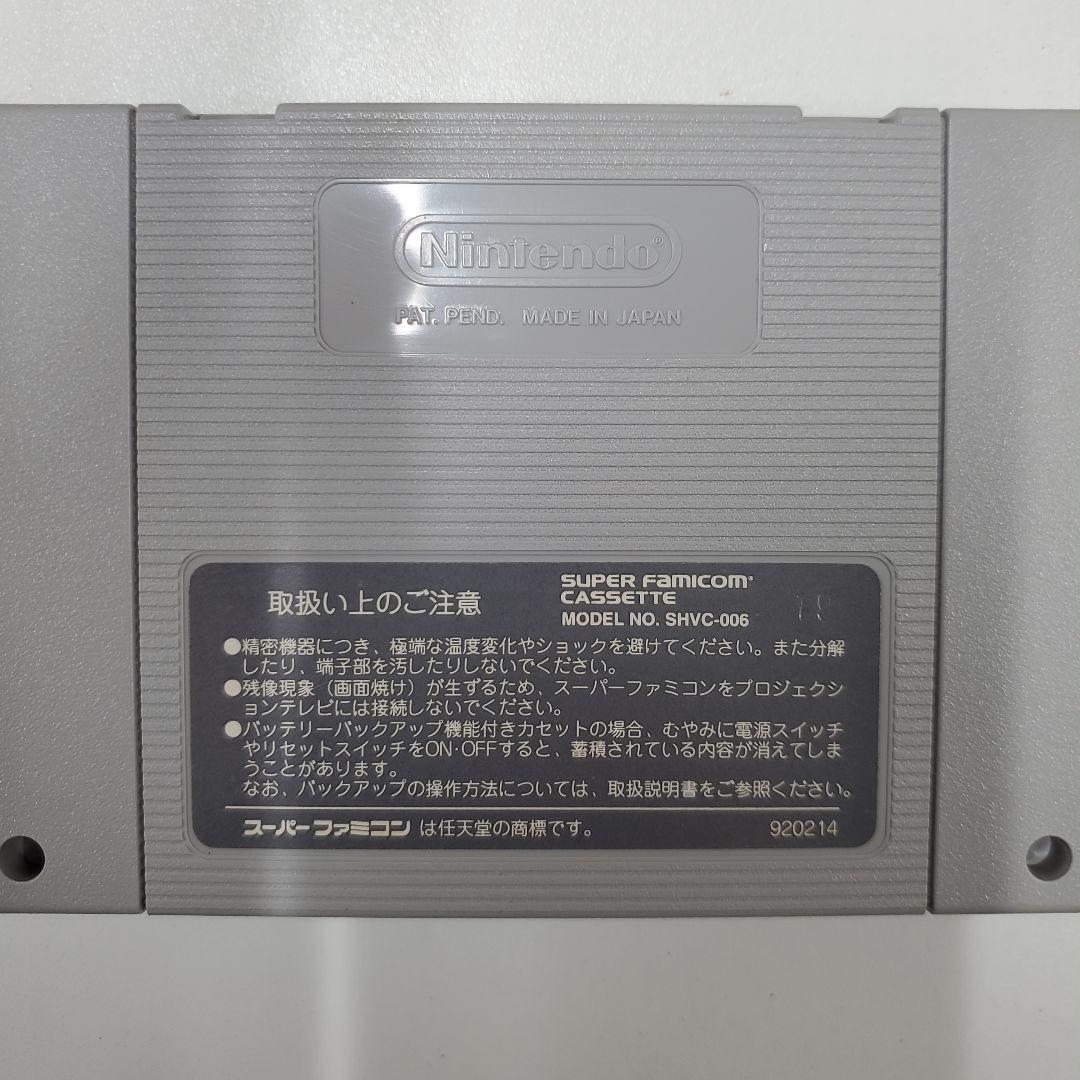 Nintendo®
PAT. PEND. MADE IN JAPAN
取扱い上のご注意
SUPER FAMICOM®
CASSETTE
MODEL NO. SHVC-006
19
●精密機器につき、極端な温度変化やショックを避けてください。また分解
したり、端子部を汚したりしないでください。
●残像現象（画面焼け）が生ずるため、スーパーファミコンをプロジェクシ
ョンテレビには接続しないでください。
●バッテリーバックアップ機能付きカセットの場合、むやみに電源スイッチ
やリセットスイッチをON·OFFすると、蓄積されている内容が消えてしま
うことがあります。
なお、バックアップの操作方法については、取扱説明書をご参照ください。
スーパーファミコン は任天堂の商標です。
920214